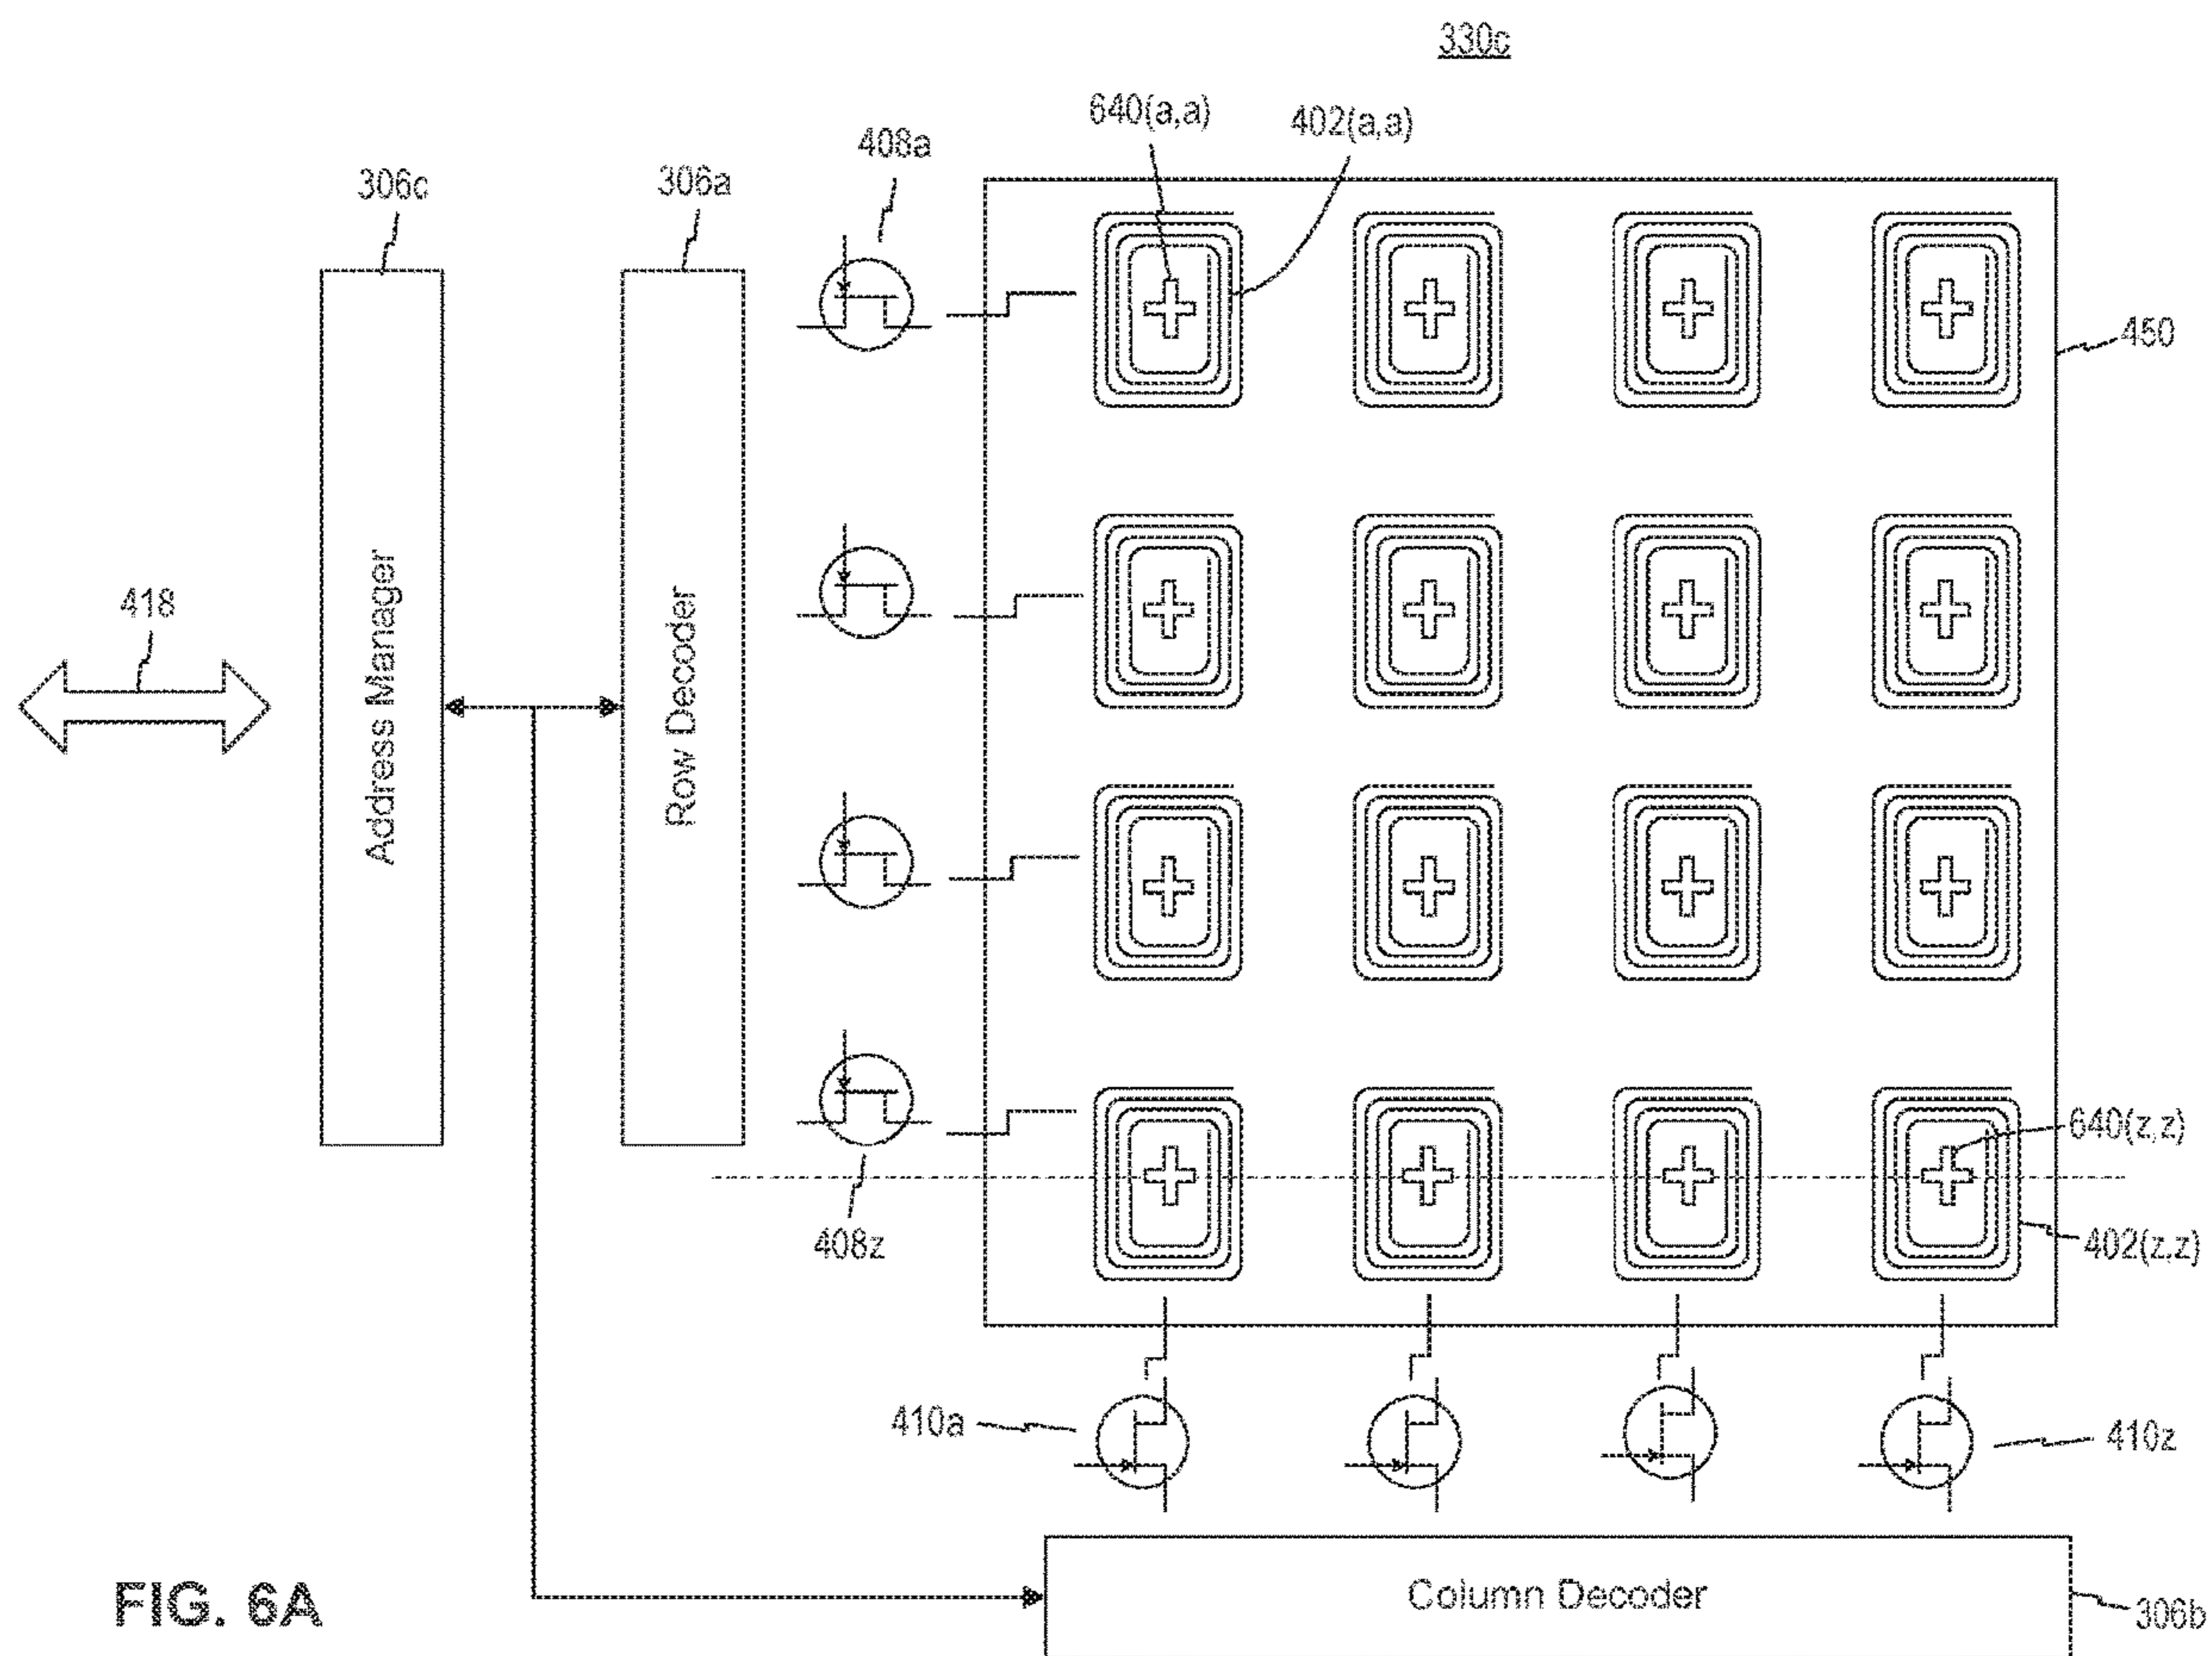 330c
640(a,a)
402(a,a)
408a
306c
306a
450
418
Address Manager
Row Decoder
640(z,z)
408z
402(z,z)
410a
410z
Column Decoder
FIG. 6A
306b